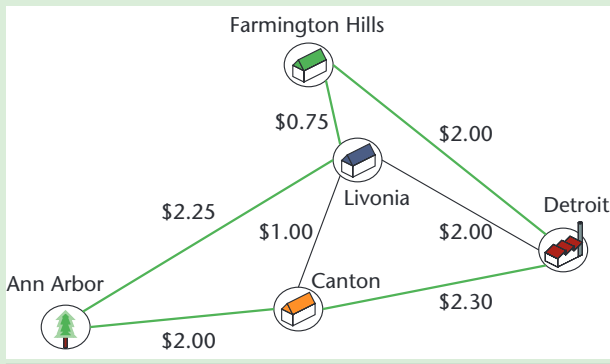 Farmington Hills
$0.75
$2.00
Livonia
Detroit
$2.25
$1.00
$2.00
Ann Arbor
Canton
$2.30
$2.00